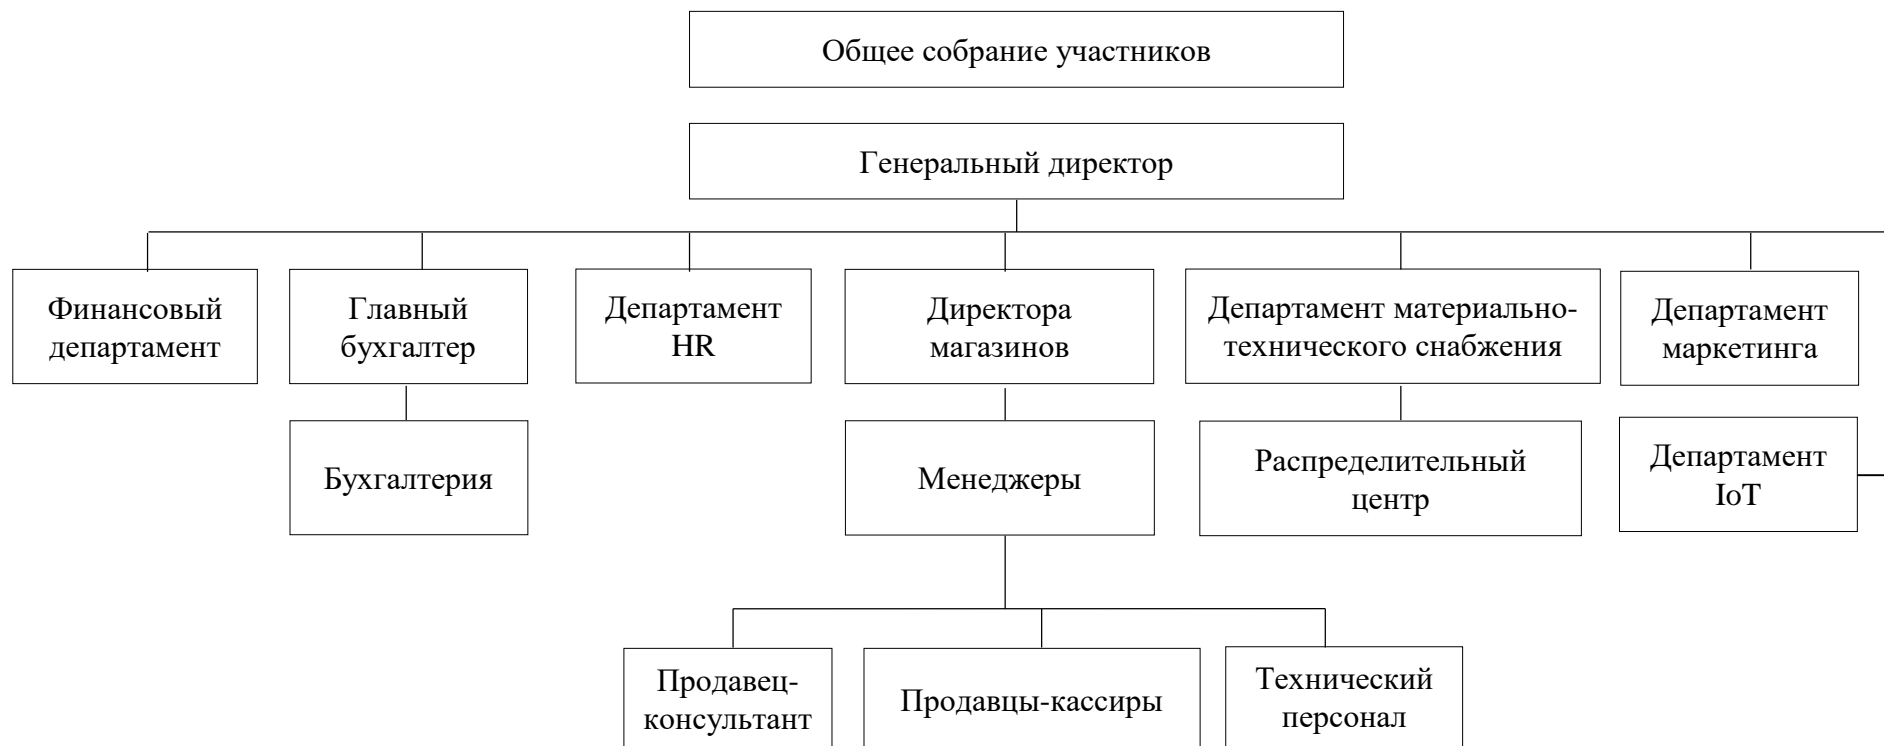 Общее собрание участников
Генеральный директор
Финансовый
департамент
Главный
бухгалтер
Департамент
HR
Директора
магазинов
Департамент материально-
технического снабжения
Департамент
маркетинга
Бухгалтерия
Менеджеры
Распределительный
центр
Департамент
IoT
Продавец-
консультант
Продавцы-кассиры
Технический
персонал